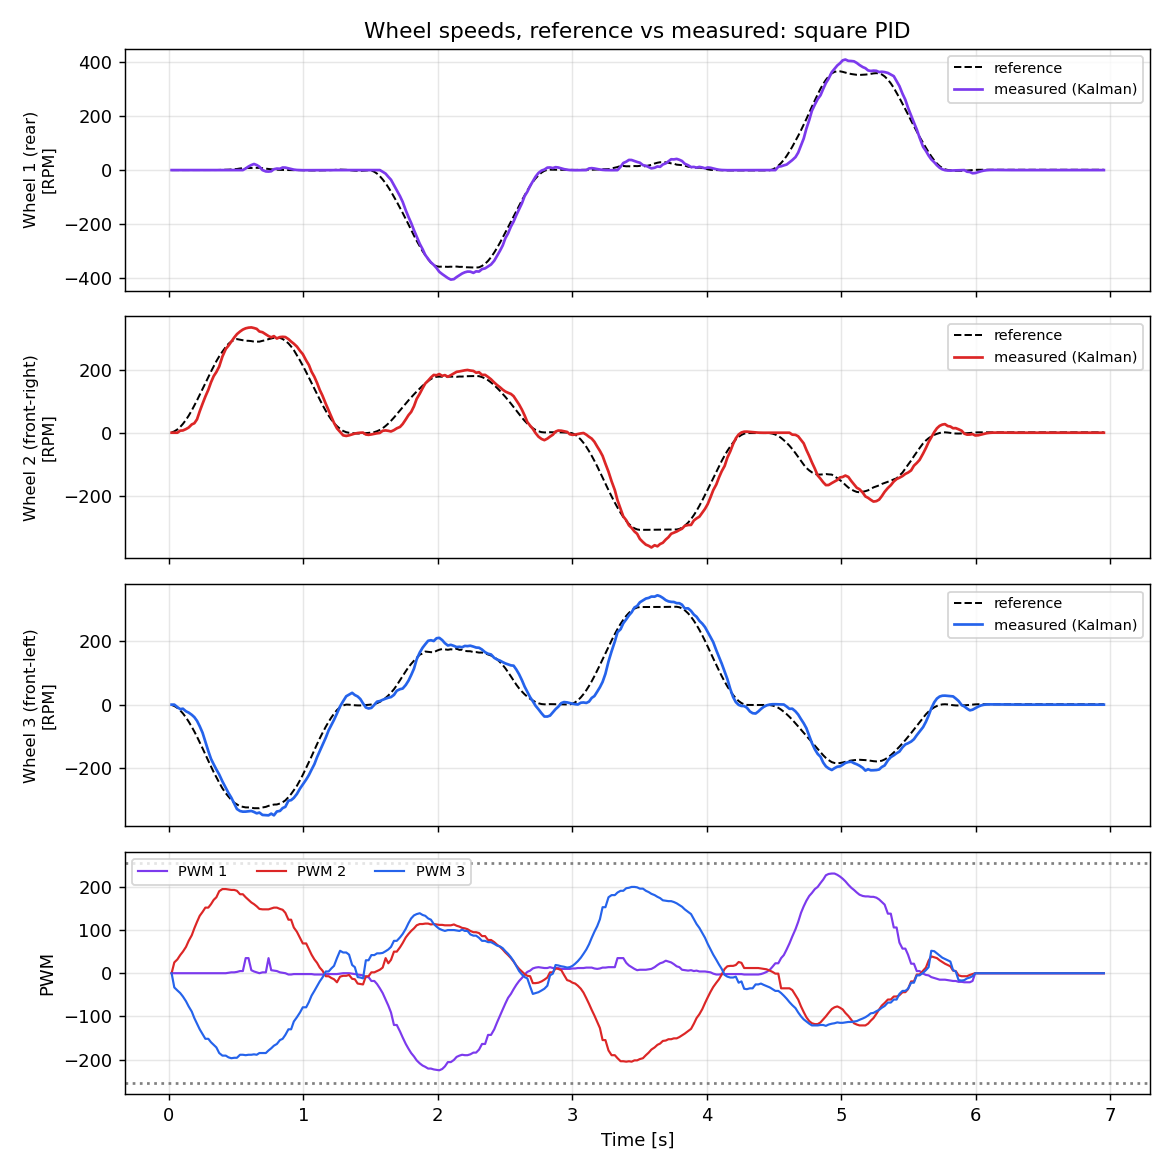 Wheel speeds, reference vs measured: square PID
Wheel 1 (rear)
[RPM]
400
200
0
−200
−400
reference
measured (Kalman)
Wheel 2 (front-right)
[RPM]
200
0
−200
reference
measured (Kalman)
Wheel 3 (front-left)
[RPM]
200
0
−200
reference
measured (Kalman)
PWM
200
100
0
−100
−200
PWM 1 PWM 2 PWM 3
0 1 2 3 4 5 6 7
Time [s]